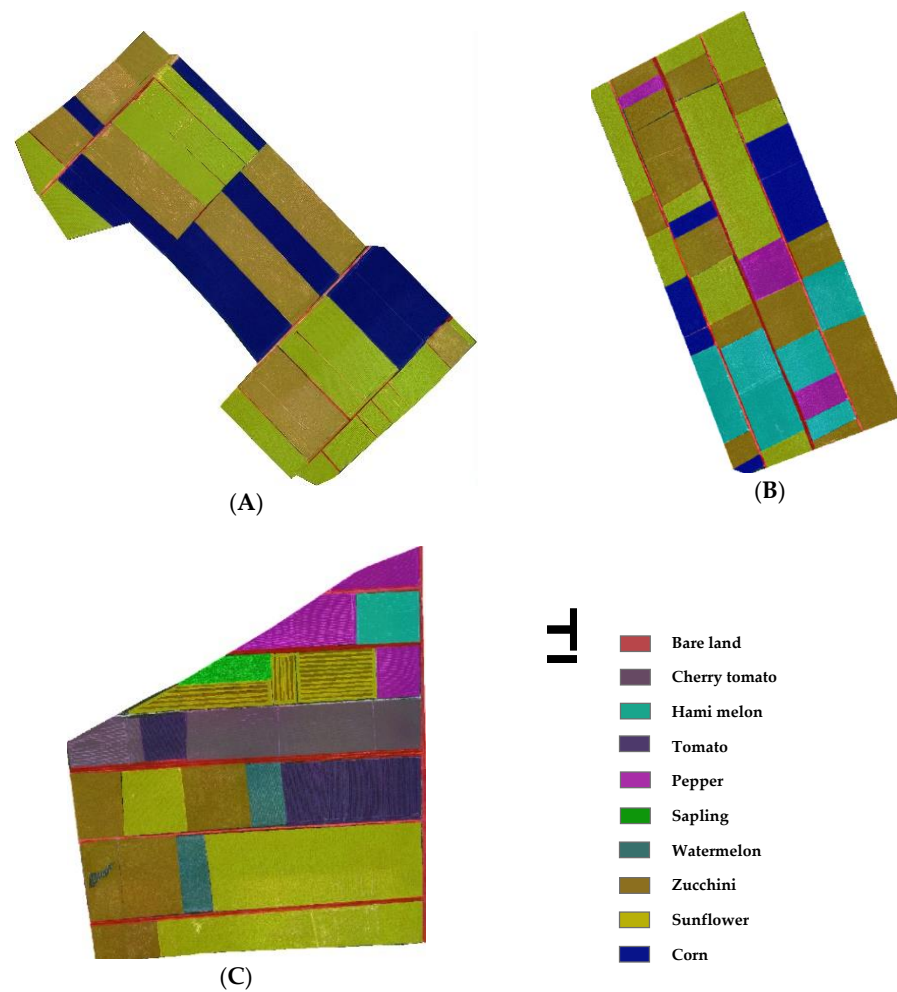 (A)
(B)
(C)
Bare land
Cherry tomato
Hami melon
Tomato
Pepper
Sapling
Watermelon
Zucchini
Sunflower
Corn